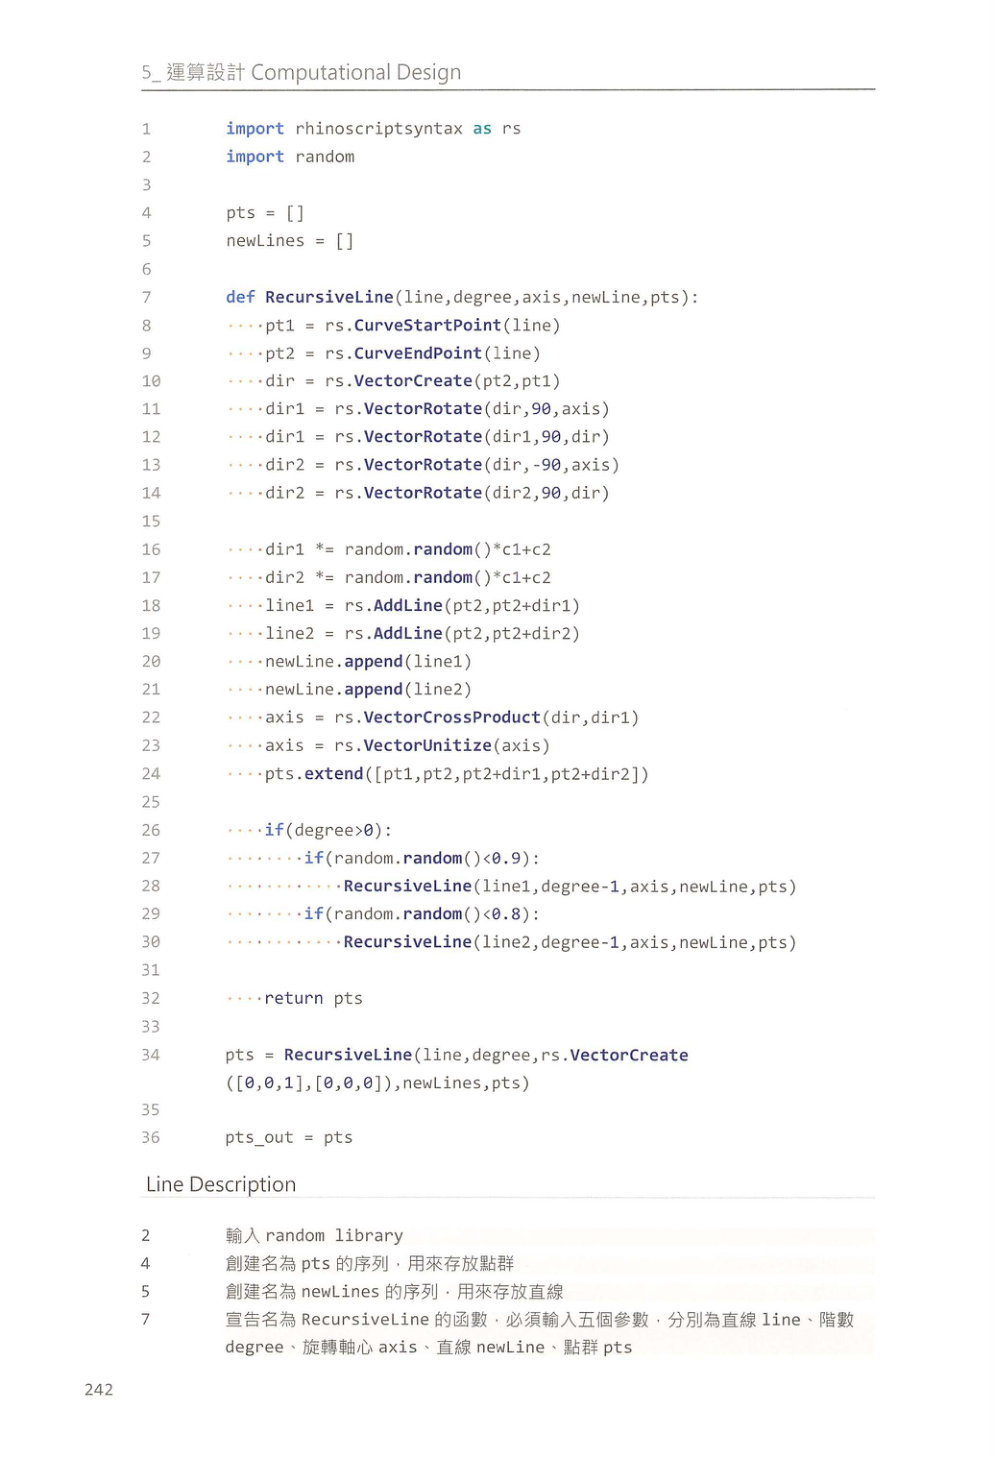 5_ 運算設計 Computational Design
1 import rhinoscriptsyntax as rs
2 import random
3
4 pts = []
5 newLines = []
6
7 def RecursiveLine(line,degree,axis,newLine,pts):
8 ····pt1 = rs.CurveStartPoint(line)
9 ····pt2 = rs.CurveEndPoint(line)
10 ····dir = rs.VectorCreate(pt2,pt1)
11 ····dir1 = rs.VectorRotate(dir,90,axis)
12 ····dir1 = rs.VectorRotate(dir1,90,dir)
13 ····dir2 = rs.VectorRotate(dir,-90,axis)
14 ····dir2 = rs.VectorRotate(dir2,90,dir)
15
16 ····dir1 *= random.random()*c1+c2
17 ····dir2 *= random.random()*c1+c2
18 ····line1 = rs.AddLine(pt2,pt2+dir1)
19 ····line2 = rs.AddLine(pt2,pt2+dir2)
20 ····newLine.append(line1)
21 ····newLine.append(line2)
22 ····axis = rs.VectorCrossProduct(dir,dir1)
23 ····axis = rs.VectorUnitize(axis)
24 ····pts.extend([pt1,pt2,pt2+dir1,pt2+dir2])
25
26 ····if(degree>0):
27 ········if(random.random()<0.9):
28 ············RecursiveLine(line1,degree-1,axis,newLine,pts)
29 ········if(random.random()<0.8):
30 ············RecursiveLine(line2,degree-1,axis,newLine,pts)
31
32 ····return pts
33
34 pts = RecursiveLine(line,degree,rs.VectorCreate
([0,0,1],[0,0,0]),newLines,pts)
35
36 pts_out = pts
Line Description
2 輸入 random library
4 創建名為 pts 的序列，用來存放點群
5 創建名為 newLines 的序列，用來存放直線
7 宣告名為 RecursiveLine 的函數，必須輸入五個參數，分別為直線 line、階數
degree、旋轉軸心 axis、直線 newLine、點群 pts
242